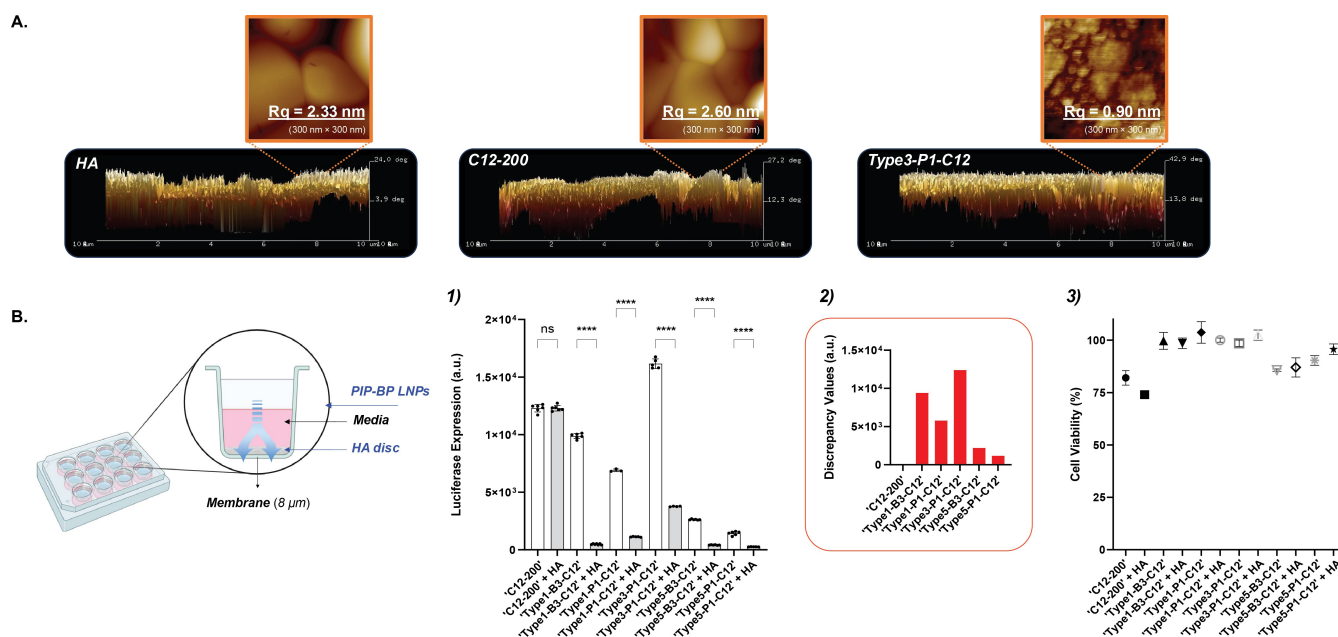 A.
Rq = 2.33 nm
(300 nm × 300 nm)
Rq = 2.60 nm
(300 nm × 300 nm)
Rq = 0.90 nm
(300 nm × 300 nm)
HA
24.0 deg
3.9 deg
2
4
6
8
10 um
C12-200
27.2 deg
12.3 deg
2
4
6
8
10 um
Type3-P1-C12
42.9 deg
13.8 deg
2
4
6
8
10 um
B.
PIP-BP LNPs
Media
HA disc
Membrane (8 µm)
1)
Luciferase Expression (a.u.)
2×10⁴
1.5×10⁴
1×10⁴
5×10³
0
ns
****
****
****
****
****
'C12-200'
'C12-200' + HA
'Type1-B3-C12'
'Type1-B3-C12' + HA
'Type1-P1-C12'
'Type1-P1-C12' + HA
'Type3-P1-C12'
'Type3-P1-C12' + HA
'Type5-B3-C12'
'Type5-B3-C12' + HA
'Type5-P1-C12'
'Type5-P1-C12' + HA
2)
Discrepancy Values (a.u.)
1.5×10⁴
1×10⁴
5×10³
0
'C12-200'
'Type1-B3-C12'
'Type1-P1-C12'
'Type3-P1-C12'
'Type5-B3-C12'
'Type5-P1-C12'
3)
Cell Viability (%)
100
75
50
25
0
'C12-200'
'C12-200' + HA
'Type1-B3-C12'
'Type1-B3-C12' + HA
'Type1-P1-C12'
'Type1-P1-C12' + HA
'Type3-P1-C12'
'Type3-P1-C12' + HA
'Type5-B3-C12'
'Type5-B3-C12' + HA
'Type5-P1-C12'
'Type5-P1-C12' + HA